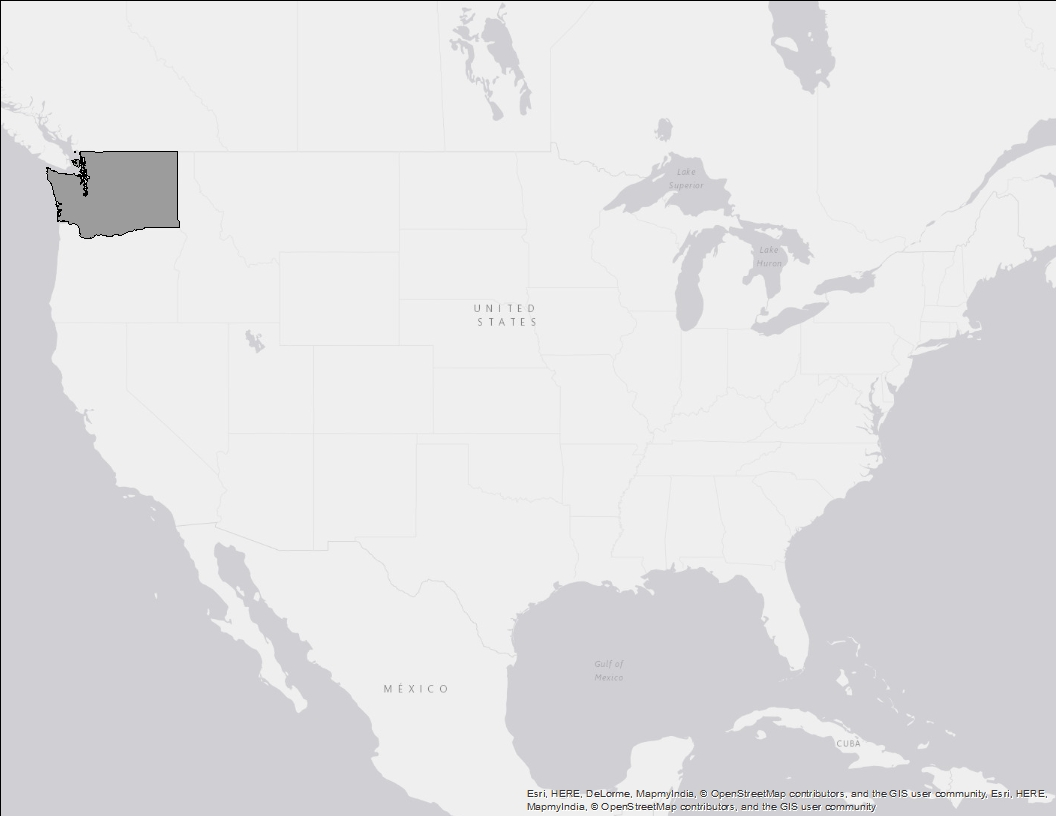 Lake
Superior
Lake
Huron
UNITED
STATES
Gulf of
Mexico
MÉXICO
CUBA
Esri, HERE, DeLorme, MapmyIndia, © OpenStreetMap contributors, and the GIS user community, Esri, HERE,
MapmyIndia, © OpenStreetMap contributors, and the GIS user community